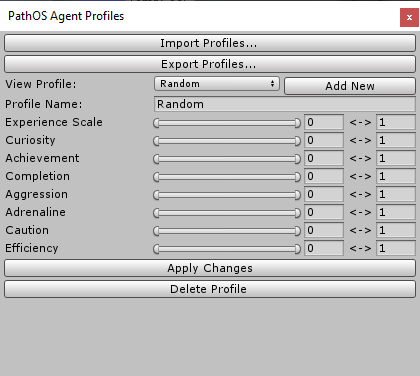 PathOS Agent Profiles
Import Profiles...
Export Profiles...
View Profile: Random Add New
Profile Name: Random
Experience Scale 0 <-> 1
Curiosity 0 <-> 1
Achievement 0 <-> 1
Completion 0 <-> 1
Aggression 0 <-> 1
Adrenaline 0 <-> 1
Caution 0 <-> 1
Efficiency 0 <-> 1
Apply Changes
Delete Profile